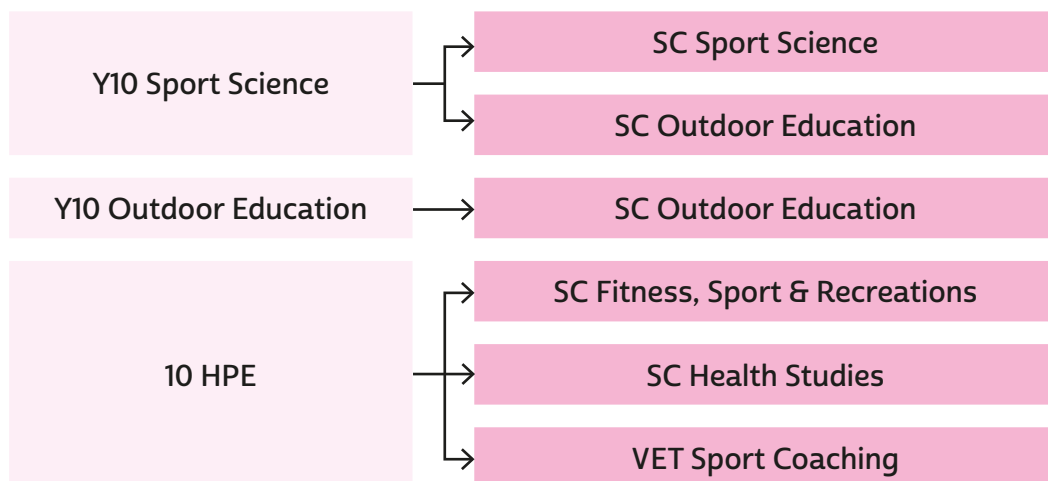 Y10 Sport Science
SC Sport Science
SC Outdoor Education
Y10 Outdoor Education
SC Outdoor Education
10 HPE
SC Fitness, Sport & Recreations
SC Health Studies
VET Sport Coaching